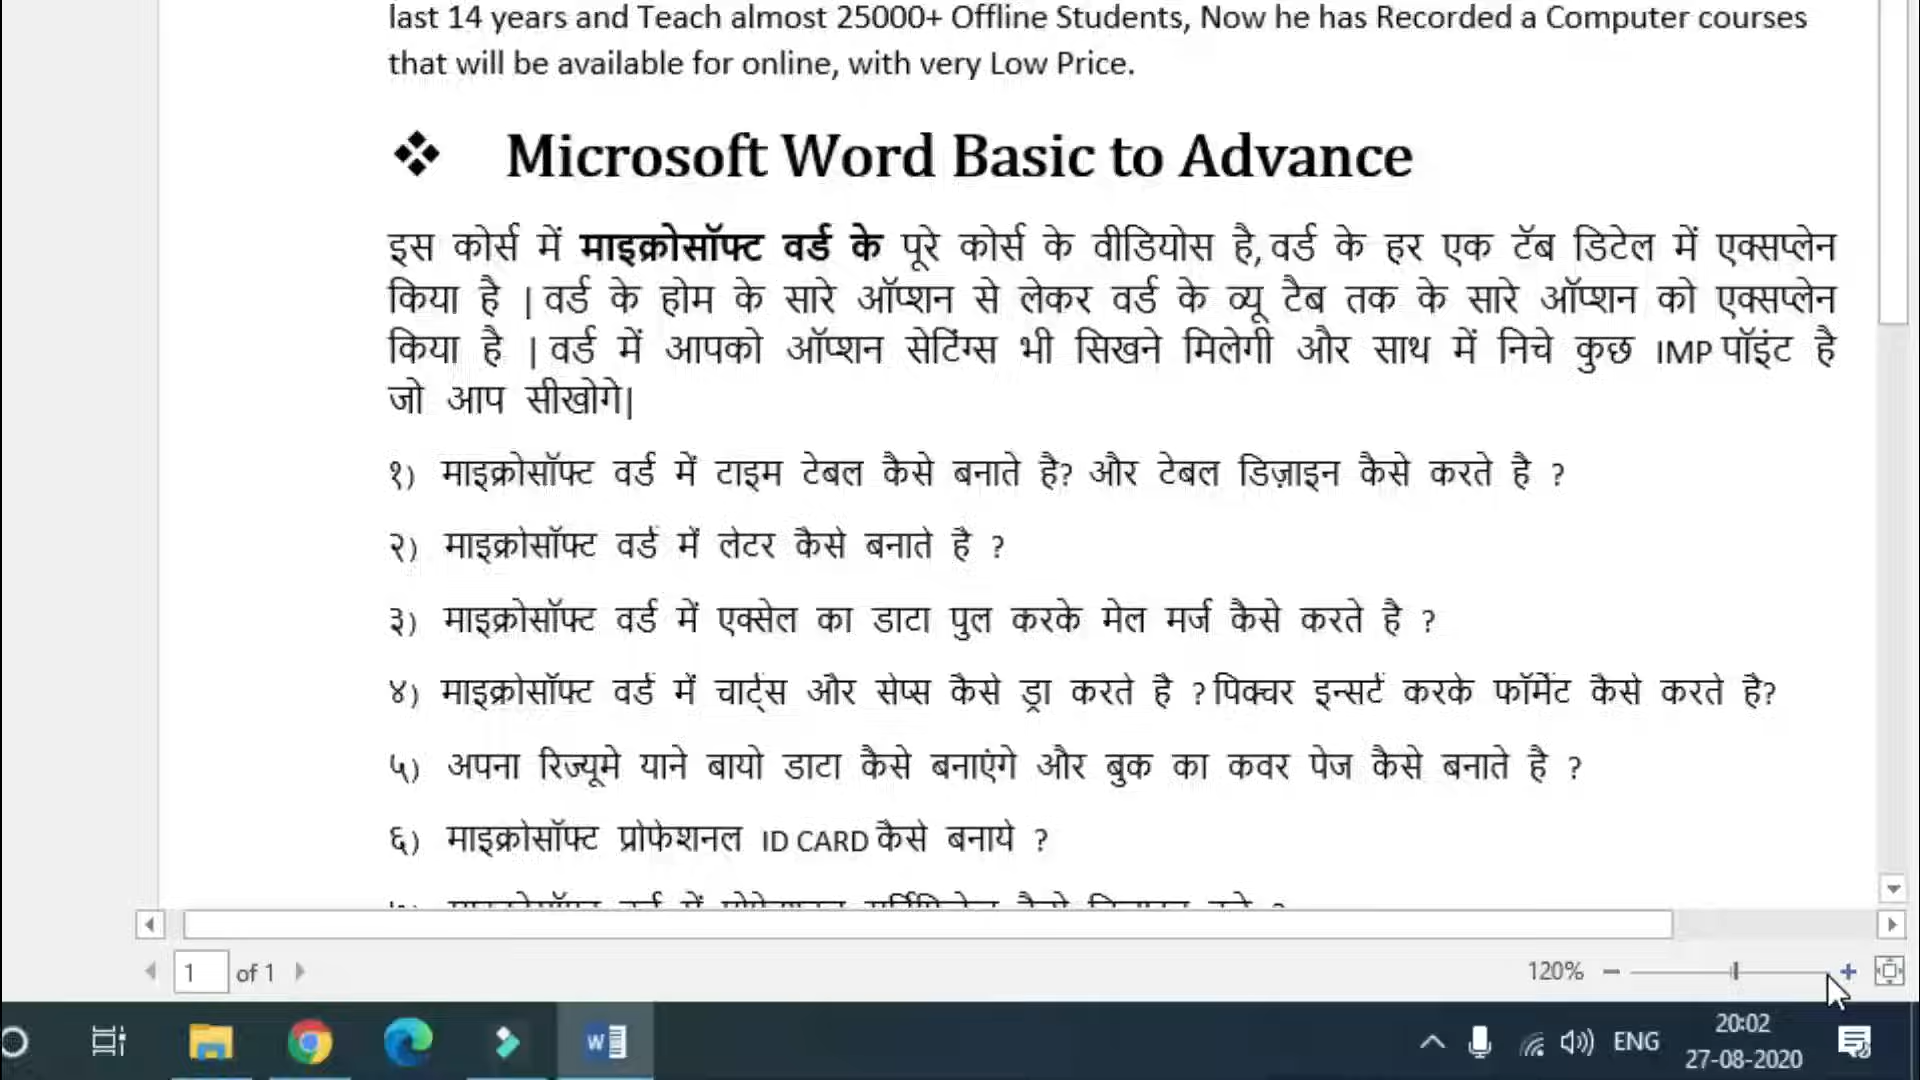 last 14 years and Teach almost 25000+ Offline Students, Now he has Recorded a Computer courses
that will be available for online, with very Low Price.
❖ Microsoft Word Basic to Advance
इस कोर्स में माइक्रोसॉफ्ट वर्ड के पूरे कोर्स के वीडियोस है, वर्ड के हर एक टॅब डिटेल में एक्सप्लेन
किया है | वर्ड के होम के सारे ऑप्शन से लेकर वर्ड के व्यू टैब तक के सारे ऑप्शन को एक्सप्लेन
किया है | वर्ड में आपको ऑप्शन सेटिंग्स भी सिखने मिलेगी और साथ में निचे कुछ IMP पॉइंट है
जो आप सीखोगे|
१) माइक्रोसॉफ्ट वर्ड में टाइम टेबल कैसे बनाते है? और टेबल डिज़ाइन कैसे करते है ?
२) माइक्रोसॉफ्ट वर्ड में लेटर कैसे बनाते है ?
३) माइक्रोसॉफ्ट वर्ड में एक्सेल का डाटा पुल करके मेल मर्ज कैसे करते है ?
४) माइक्रोसॉफ्ट वर्ड में चार्ट्स और सेप्स कैसे ड्रा करते है ? पिक्चर इन्सर्ट करके फॉर्मेट कैसे करते है?
५) अपना रिज्यूमे याने बायो डाटा कैसे बनाएंगे और बुक का कवर पेज कैसे बनाते है ?
६) माइक्रोसॉफ्ट प्रोफेशनल ID CARD कैसे बनाये ?
1 of 1
120%
ENG
20:02
27-08-2020